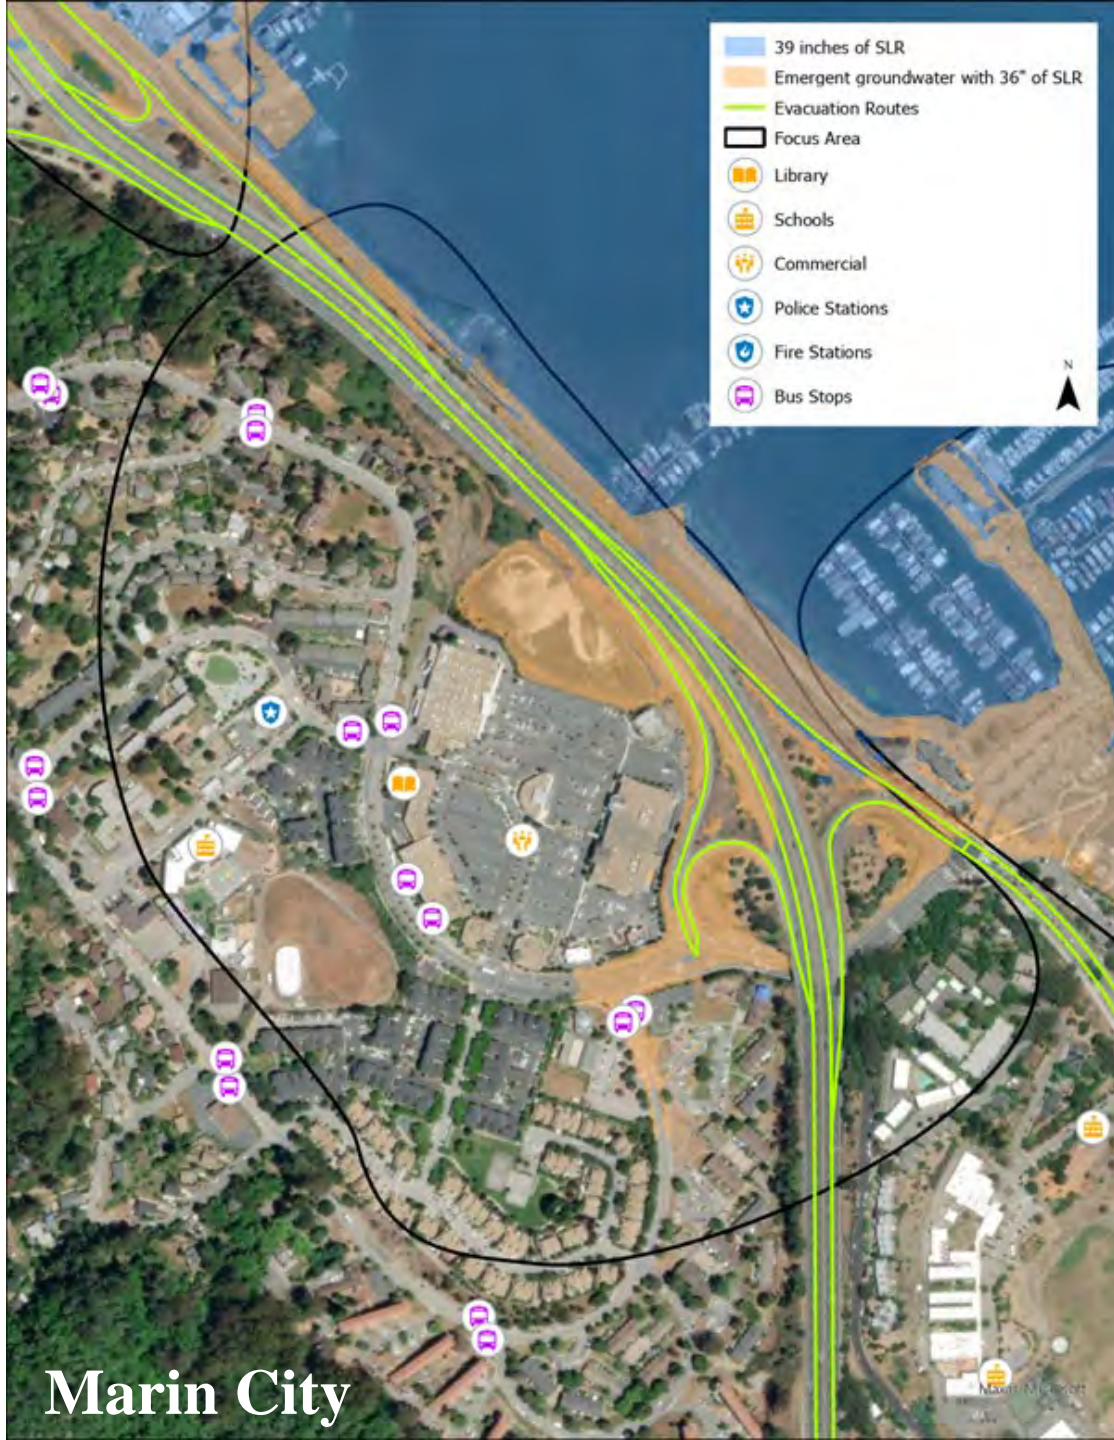 39 inches of SLR
Emergent groundwater with 36" of SLR
Evacuation Routes
Focus Area
Library
Schools
Commercial
Police Stations
Fire Stations
Bus Stops
N
Marin City